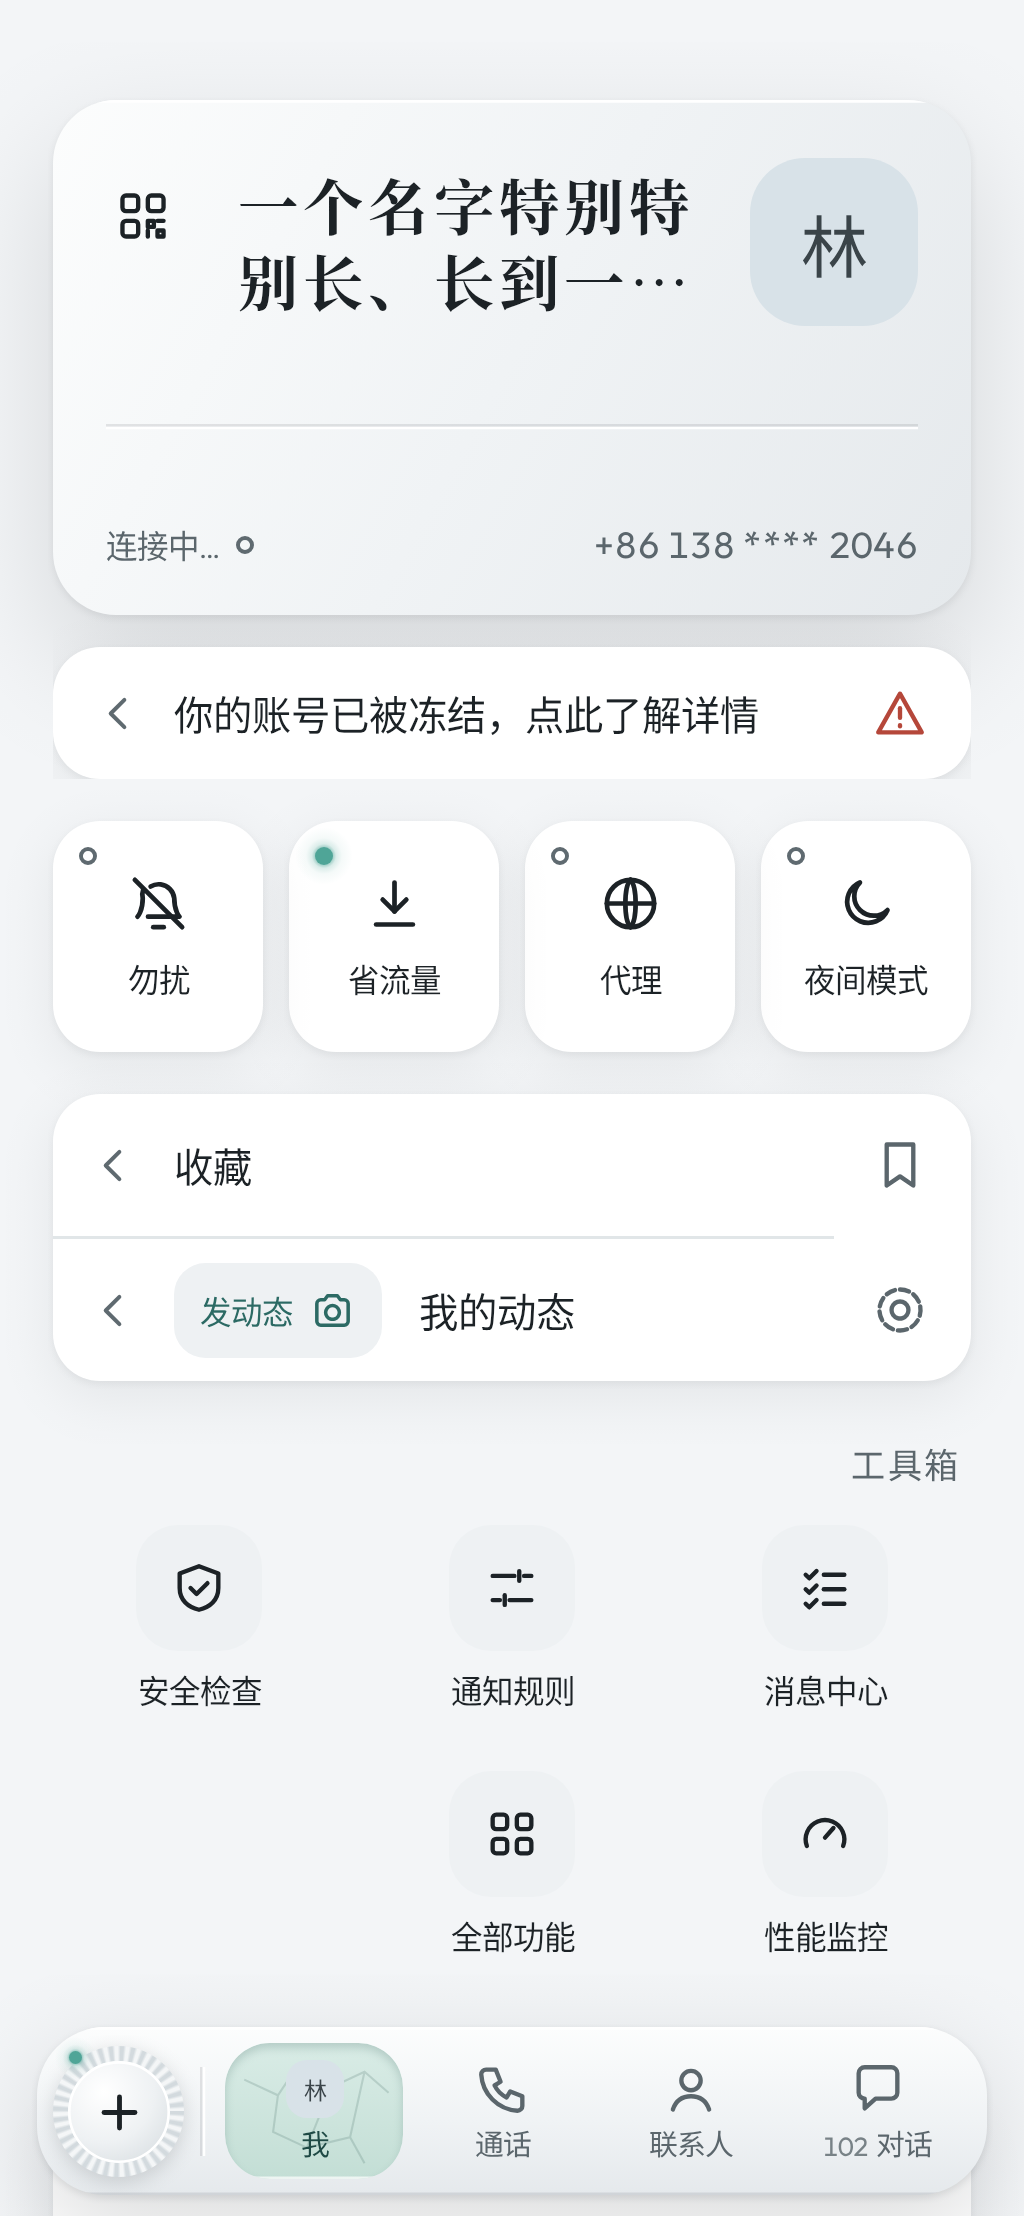 一个名字特别特
别长、长到一…
林
连接中...
+86 138 **** 2046
你的账号已被冻结，点此了解详情
勿扰
省流量
代理
夜间模式
收藏
发动态
我的动态
工具箱
安全检查
通知规则
消息中心
全部功能
性能监控
林
我
通话
联系人
102 对话